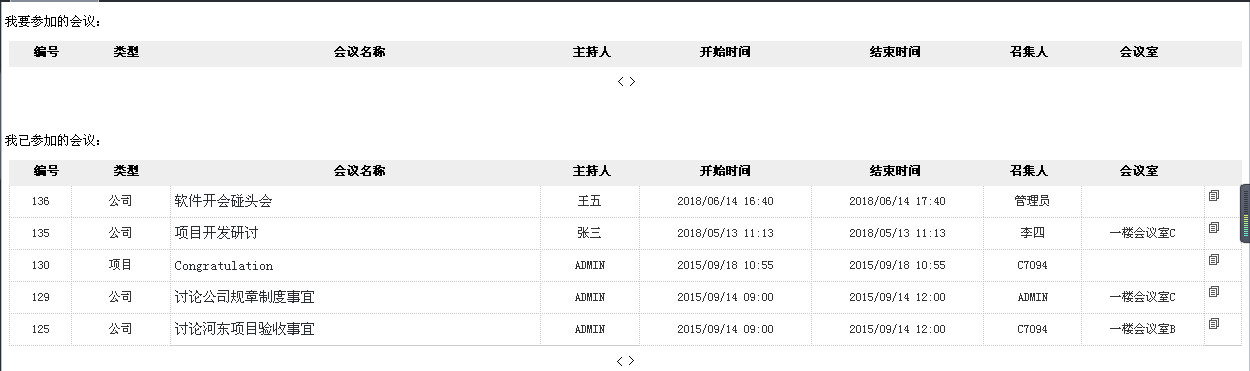 我要参加的会议:
编号 类型 会议名称 主持人 开始时间 结束时间 召集人 会议室
< >
我已参加的会议:
编号 类型 会议名称 主持人 开始时间 结束时间 召集人 会议室
136 公司 软件开会碰头会 王五 2018/06/14 16:40 2018/06/14 17:40 管理员
135 公司 项目开发研讨 张三 2018/05/13 11:13 2018/05/13 11:13 李四 一楼会议室C
130 项目 Congratulation ADMIN 2015/09/18 10:55 2015/09/18 10:55 C7094
129 公司 讨论公司规章制度事宜 ADMIN 2015/09/14 09:00 2015/09/14 12:00 ADMIN 一楼会议室C
125 公司 讨论河东项目验收事宜 ADMIN 2015/09/14 09:00 2015/09/14 12:00 C7094 一楼会议室B
< >